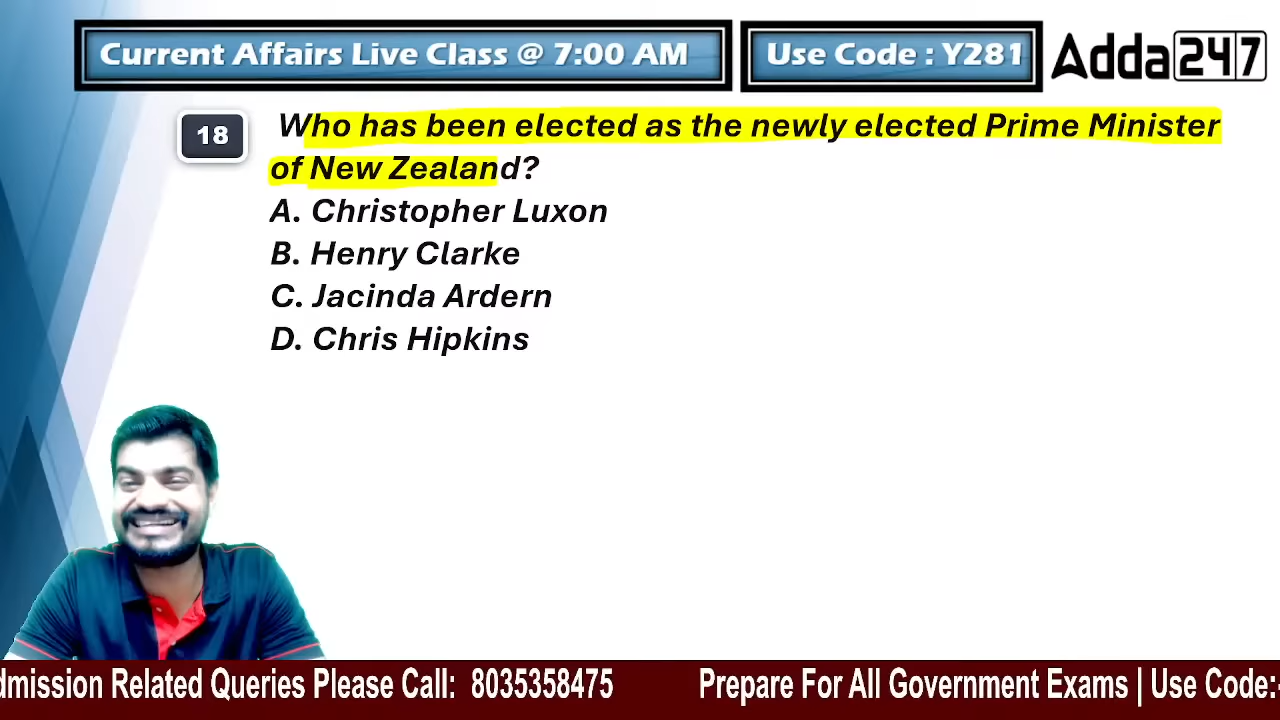 Current Affairs Live Class @ 7:00 AM
Use Code : Y281
Adda247
18
Who has been elected as the newly elected Prime Minister
of New Zealand?
A. Christopher Luxon
B. Henry Clarke
C. Jacinda Ardern
D. Chris Hipkins
dmission Related Queries Please Call: 8035358475 Prepare For All Government Exams | Use Code: